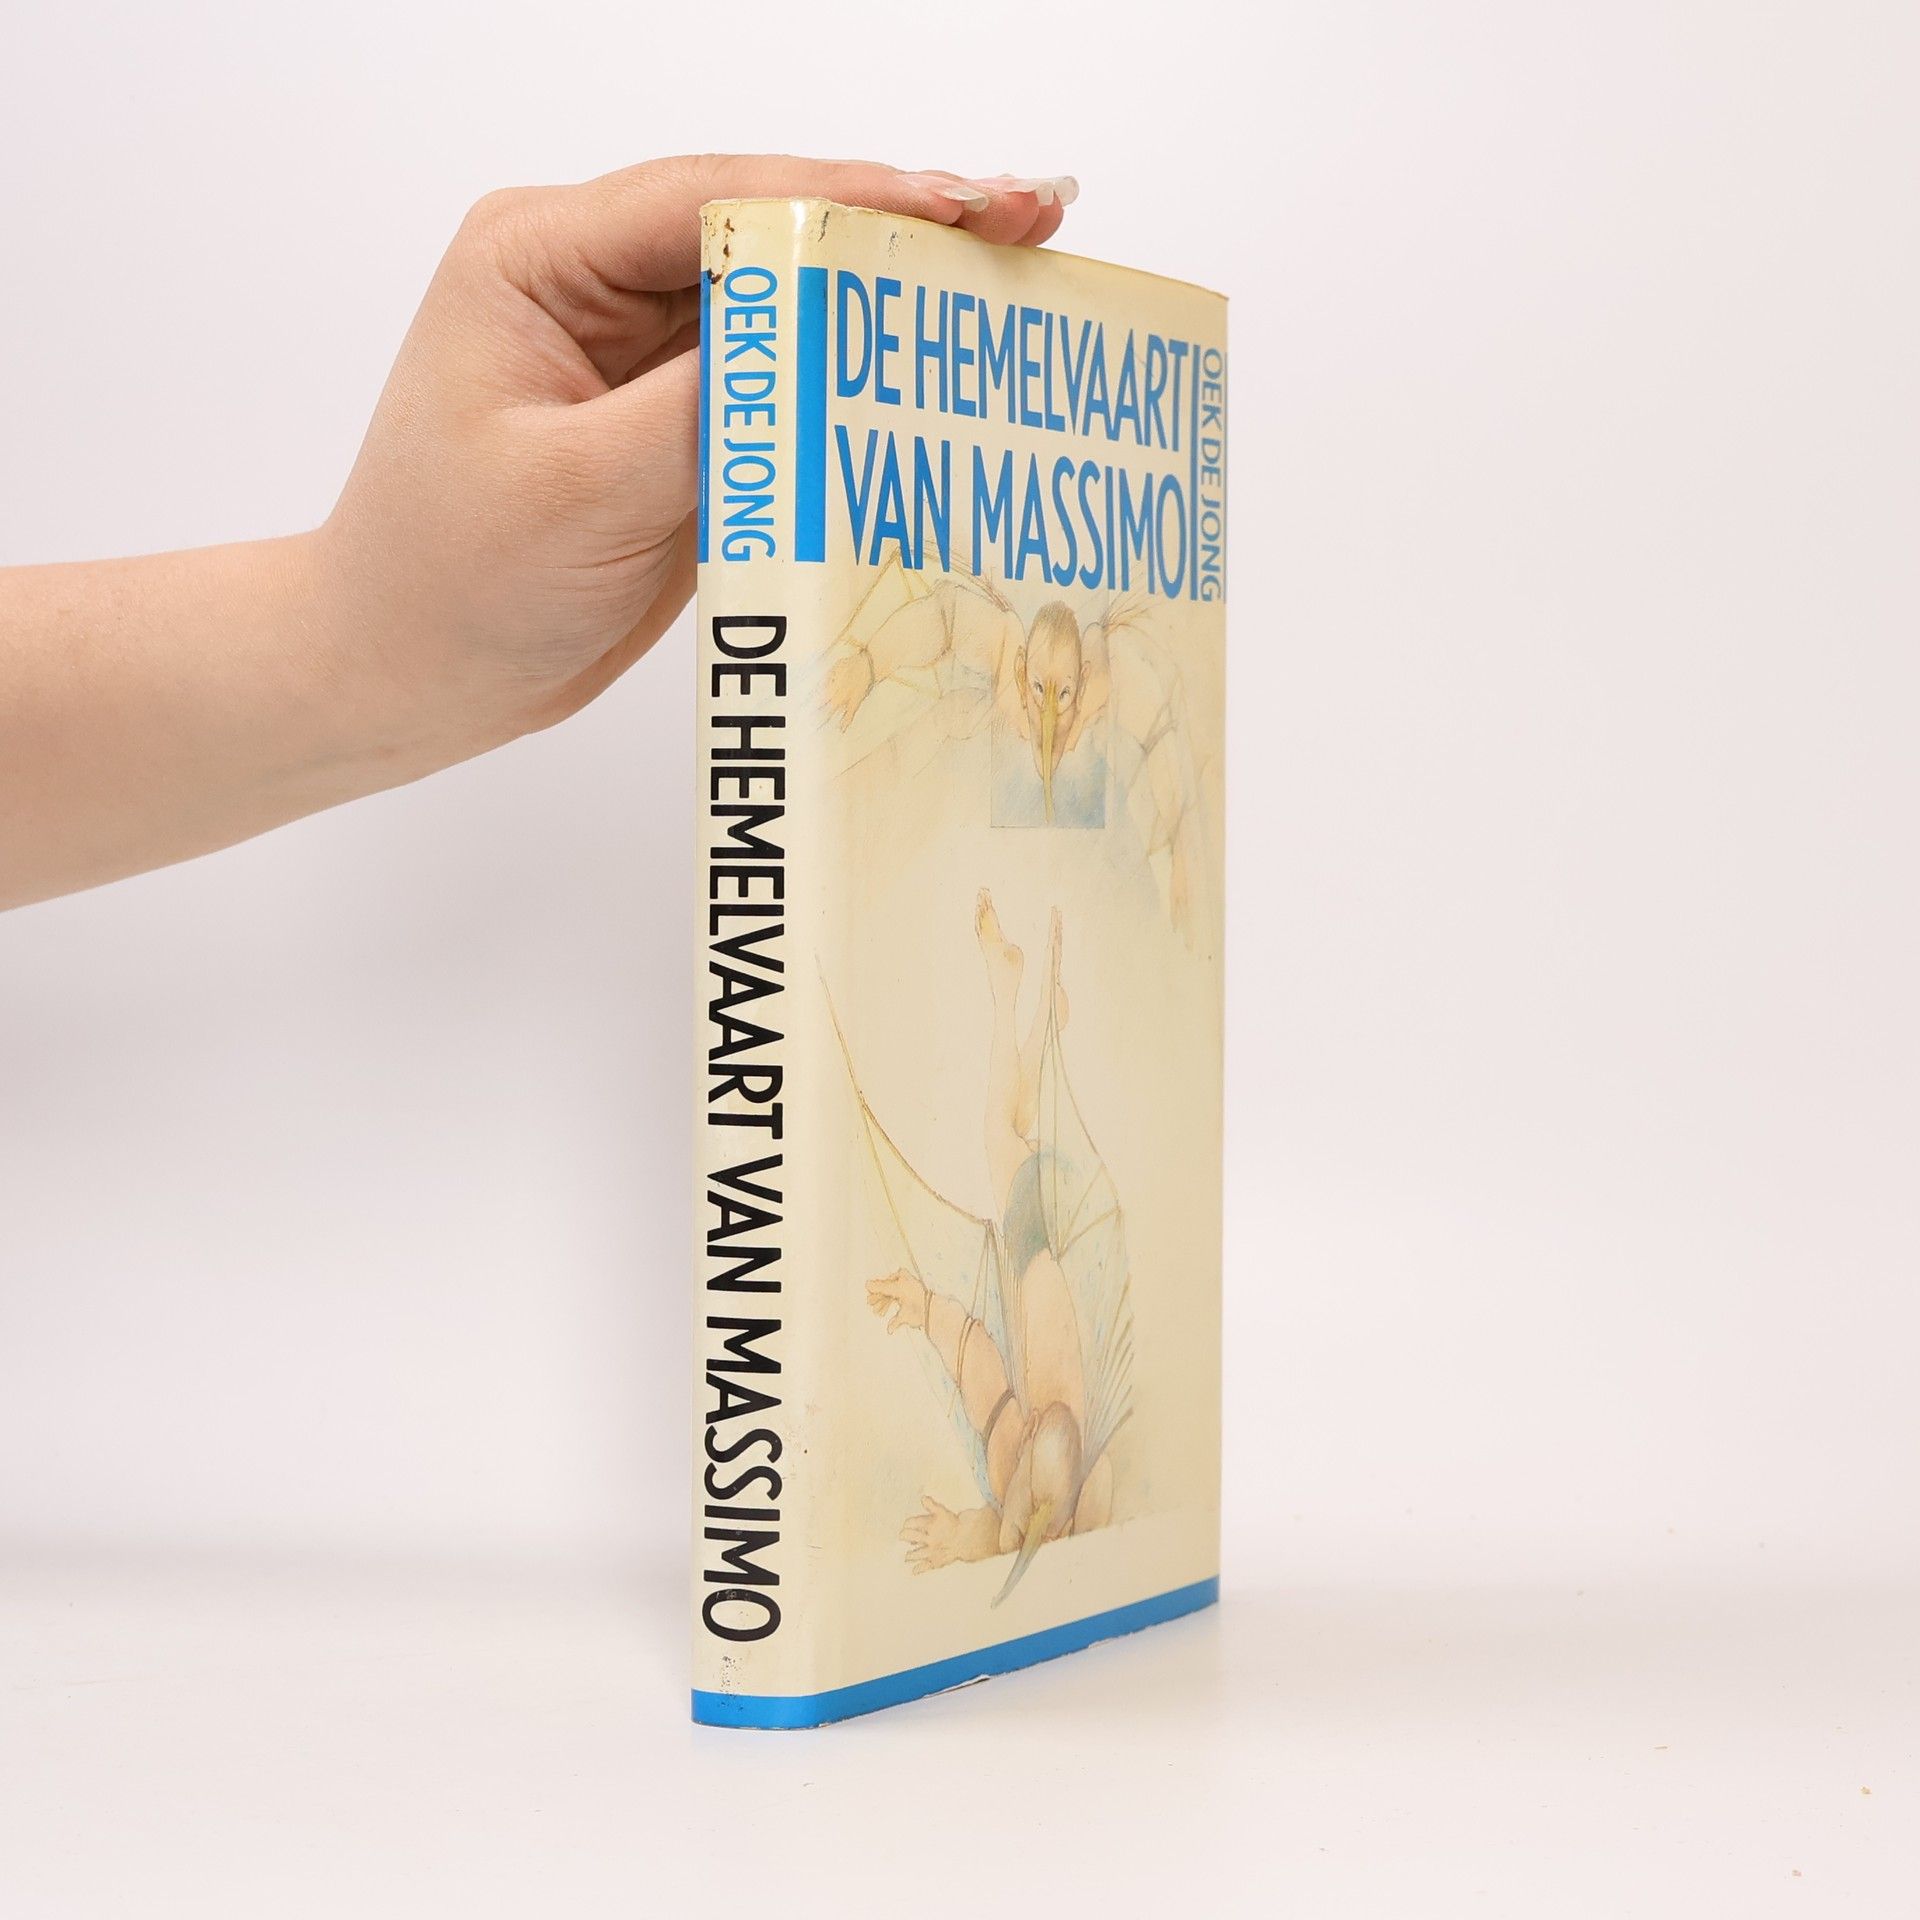 OEK DE JONG
DE HEMELVAART VAN MASSIMO
DE HEMELVAART
VAN MASSIMO
OEK DE JONG